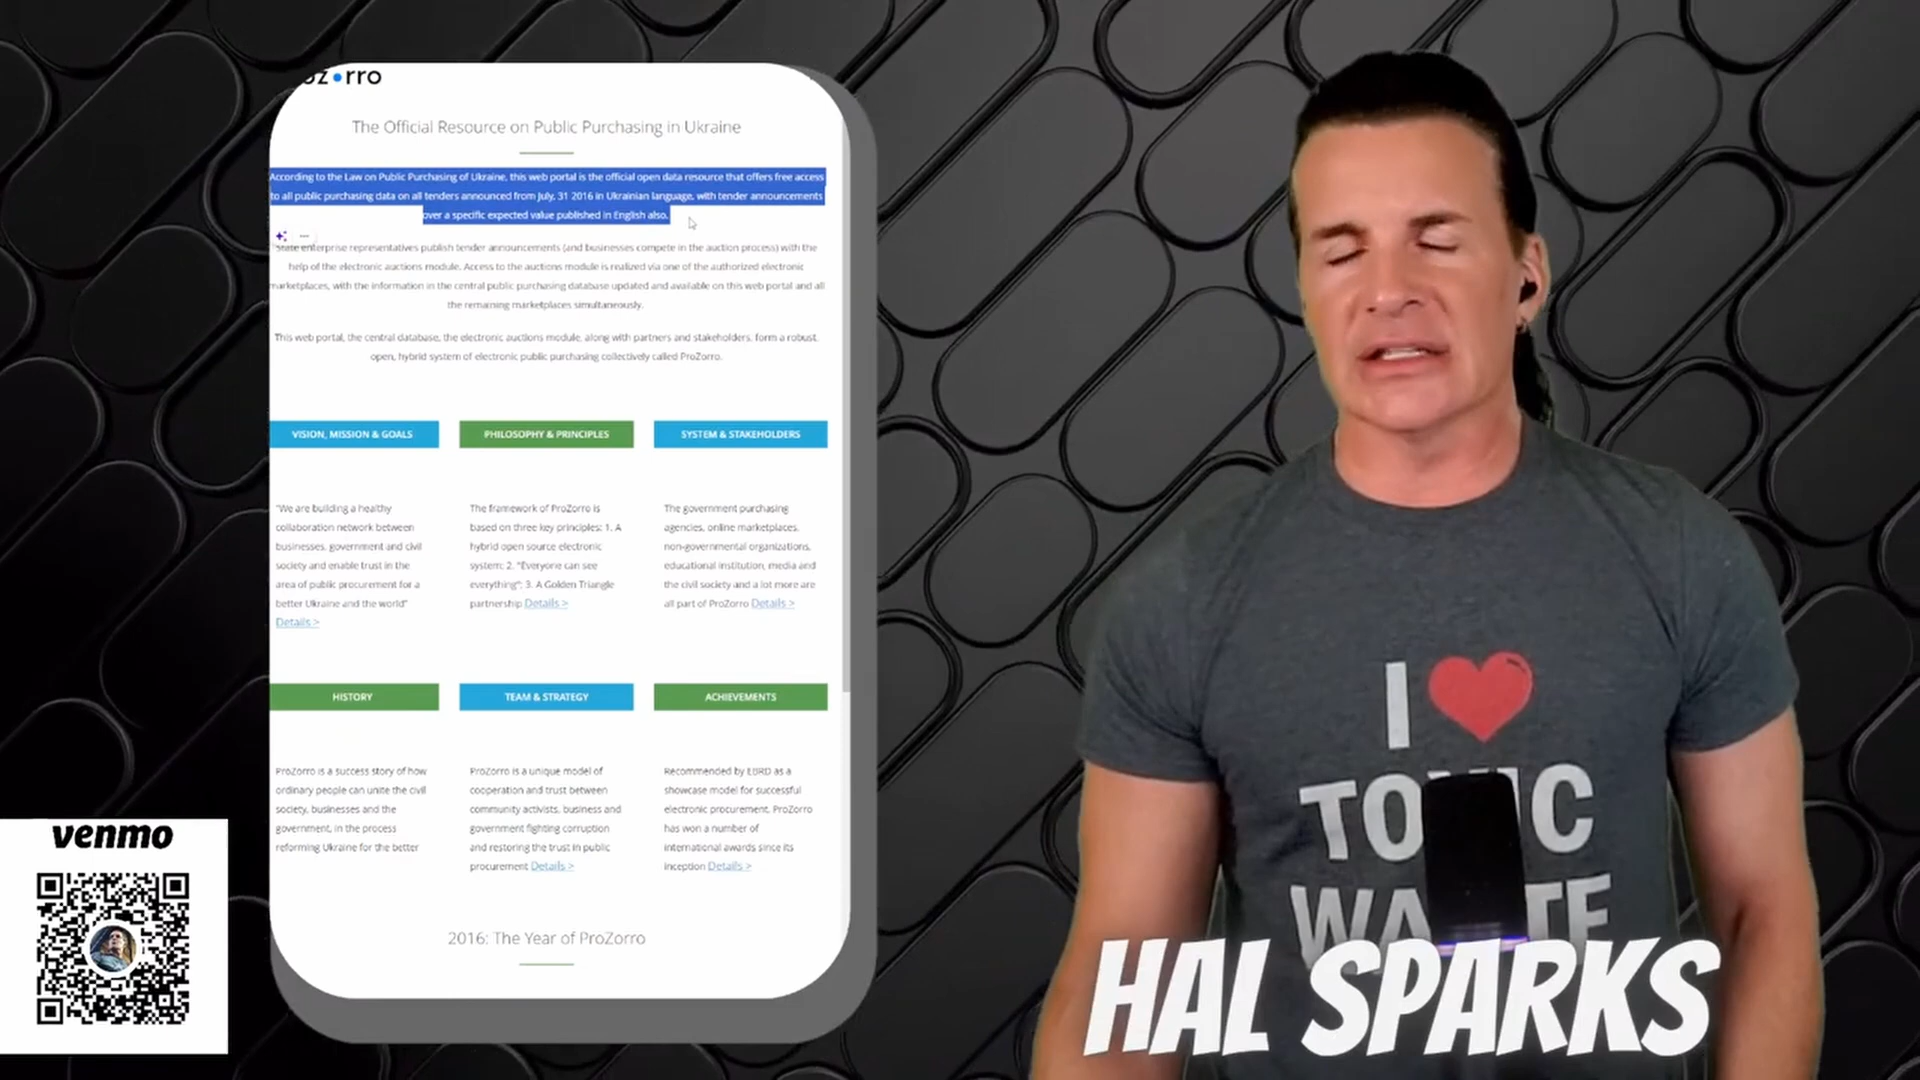 oz•rro
The Official Resource on Public Purchasing in Ukraine
According to the Law on Public Purchasing of Ukraine, this web portal is the official open data resource that offers free access
to all public purchasing data on all tenders announced from July, 31 2016 in Ukrainian language, with tender announcements
over a specific expected value published in English also.
State enterprise representatives publish tender announcements (and businesses compete in the auction process) with the
help of the electronic auctions module. Access to the auctions module is realized via one of the authorized electronic
marketplaces, with the information in the central public purchasing database updated and available on this web portal and all
the remaining marketplaces simultaneously.
This web portal, the central database, the electronic auctions module, along with partners and stakeholders, form a robust,
open, hybrid system of electronic public purchasing collectively called ProZorro.
VISION, MISSION & GOALS
"We are building a healthy
collaboration network between
businesses, government and civil
society and enable trust in the
area of public procurement for a
better Ukraine and the world"
Details >
PHILOSOPHY & PRINCIPLES
The framework of ProZorro is
based on three key principles: 1. A
hybrid open source electronic
system; 2. "Everyone can see
everything"; 3. A Golden Triangle
partnership Details >
SYSTEM & STAKEHOLDERS
The government purchasing
agencies, online marketplaces,
non-governmental organizations,
educational institution, media and
the civil society and a lot more are
all part of ProZorro Details >
HISTORY
ProZorro is a success story of how
ordinary people can unite the civil
society, businesses and the
government, in the process
reforming Ukraine for the better
TEAM & STRATEGY
ProZorro is a unique model of
cooperation and trust between
community activists, business and
government fighting corruption
and restoring the trust in public
procurement Details >
ACHIEVEMENTS
Recommended by EBRD as a
showcase model for successful
electronic procurement, ProZorro
has won a number of
international awards since its
inception Details >
2016: The Year of ProZorro
venmo
I ❤
TO IC
WA TE
HAL SPARKS